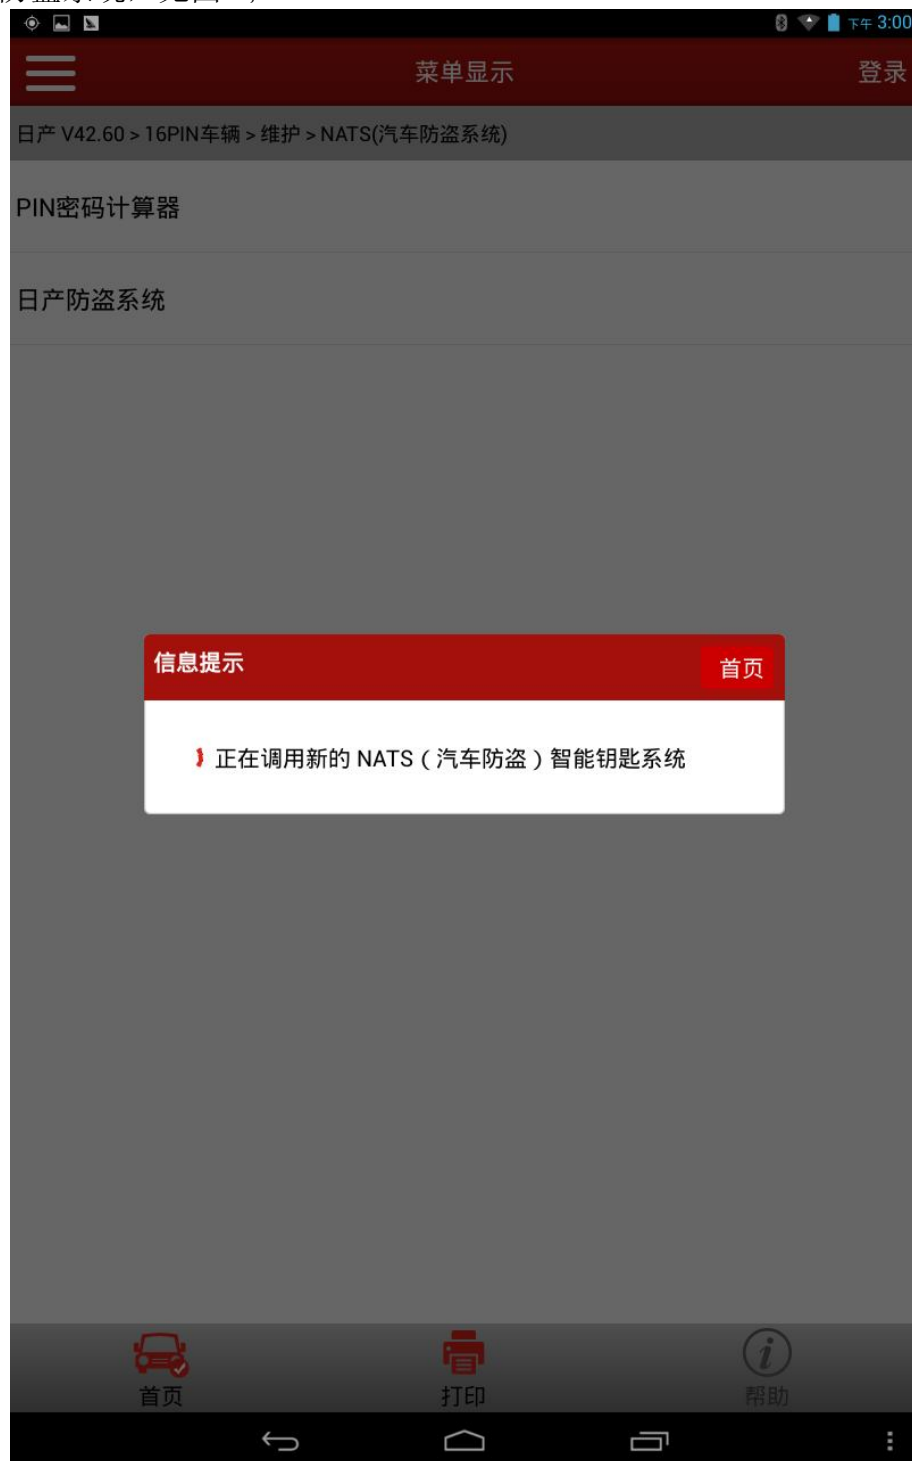 下午 3:00
菜单显示
登录
日产 V42.60 > 16PIN车辆 > 维护 > NATS(汽车防盗系统)
PIN密码计算器
日产防盗系统
信息提示
首页
正在调用新的 NATS（汽车防盗）智能钥匙系统
首页
打印
帮助